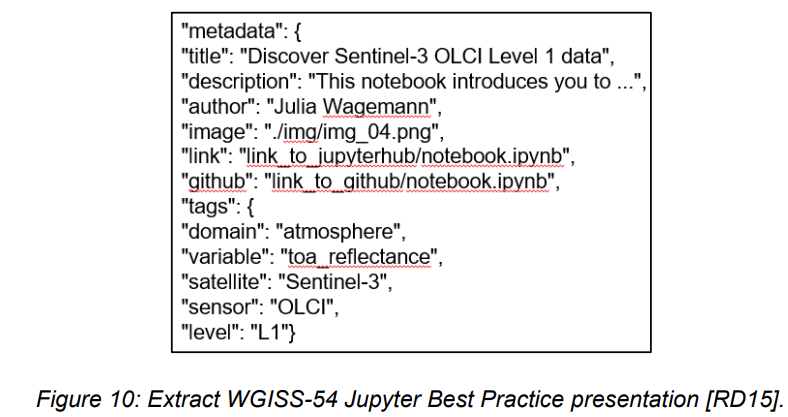 "metadata": {
"title": "Discover Sentinel-3 OLCI Level 1 data",
"description": "This notebook introduces you to ...",
"author": "Julia Wagemann",
"image": "./img/img_04.png",
"link": "link_to_jupyterhub/notebook.ipynb",
"github": "link_to_github/notebook.ipynb",
"tags": {
"domain": "atmosphere",
"variable": "toa_reflectance",
"satellite": "Sentinel-3",
"sensor": "OLCI",
"level": "L1"}
Figure 10: Extract WGISS-54 Jupyter Best Practice presentation [RD15].